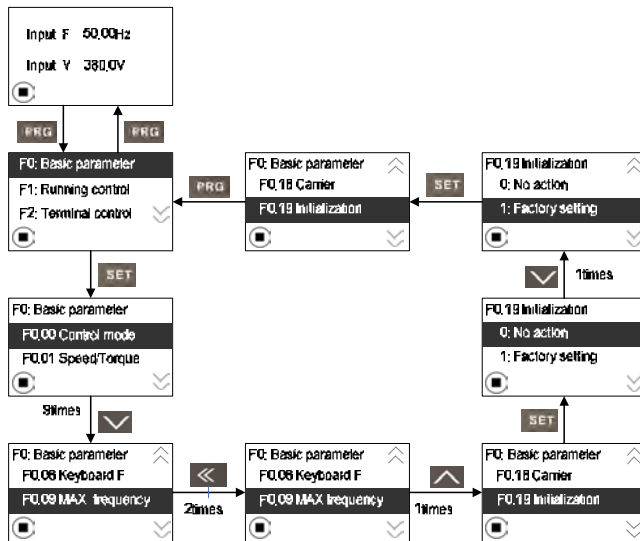 Input F 50.00Hz
Input V 380.0V
PRG
PRG
F0: Basic parameter
F1: Running control
F2: Terminal control
PRG
F0: Basic parameter
F0.18 Carrier
F0.19 Initialization
SET
F0.19 Initialization
0: No action
1: Factory setting
SET
1times
F0: Basic parameter
F0.00 Control mode
F0.01 Speed/Torque
F0.19 Initialization
0: No action
1: Factory setting
9times
SET
F0: Basic parameter
F0.08 Keyboard F
F0.09 MAX frequency
2times
F0: Basic parameter
F0.08 Keyboard F
F0.09 MAX frequency
1times
F0: Basic parameter
F0.18 Carrier
F0.19 Initialization